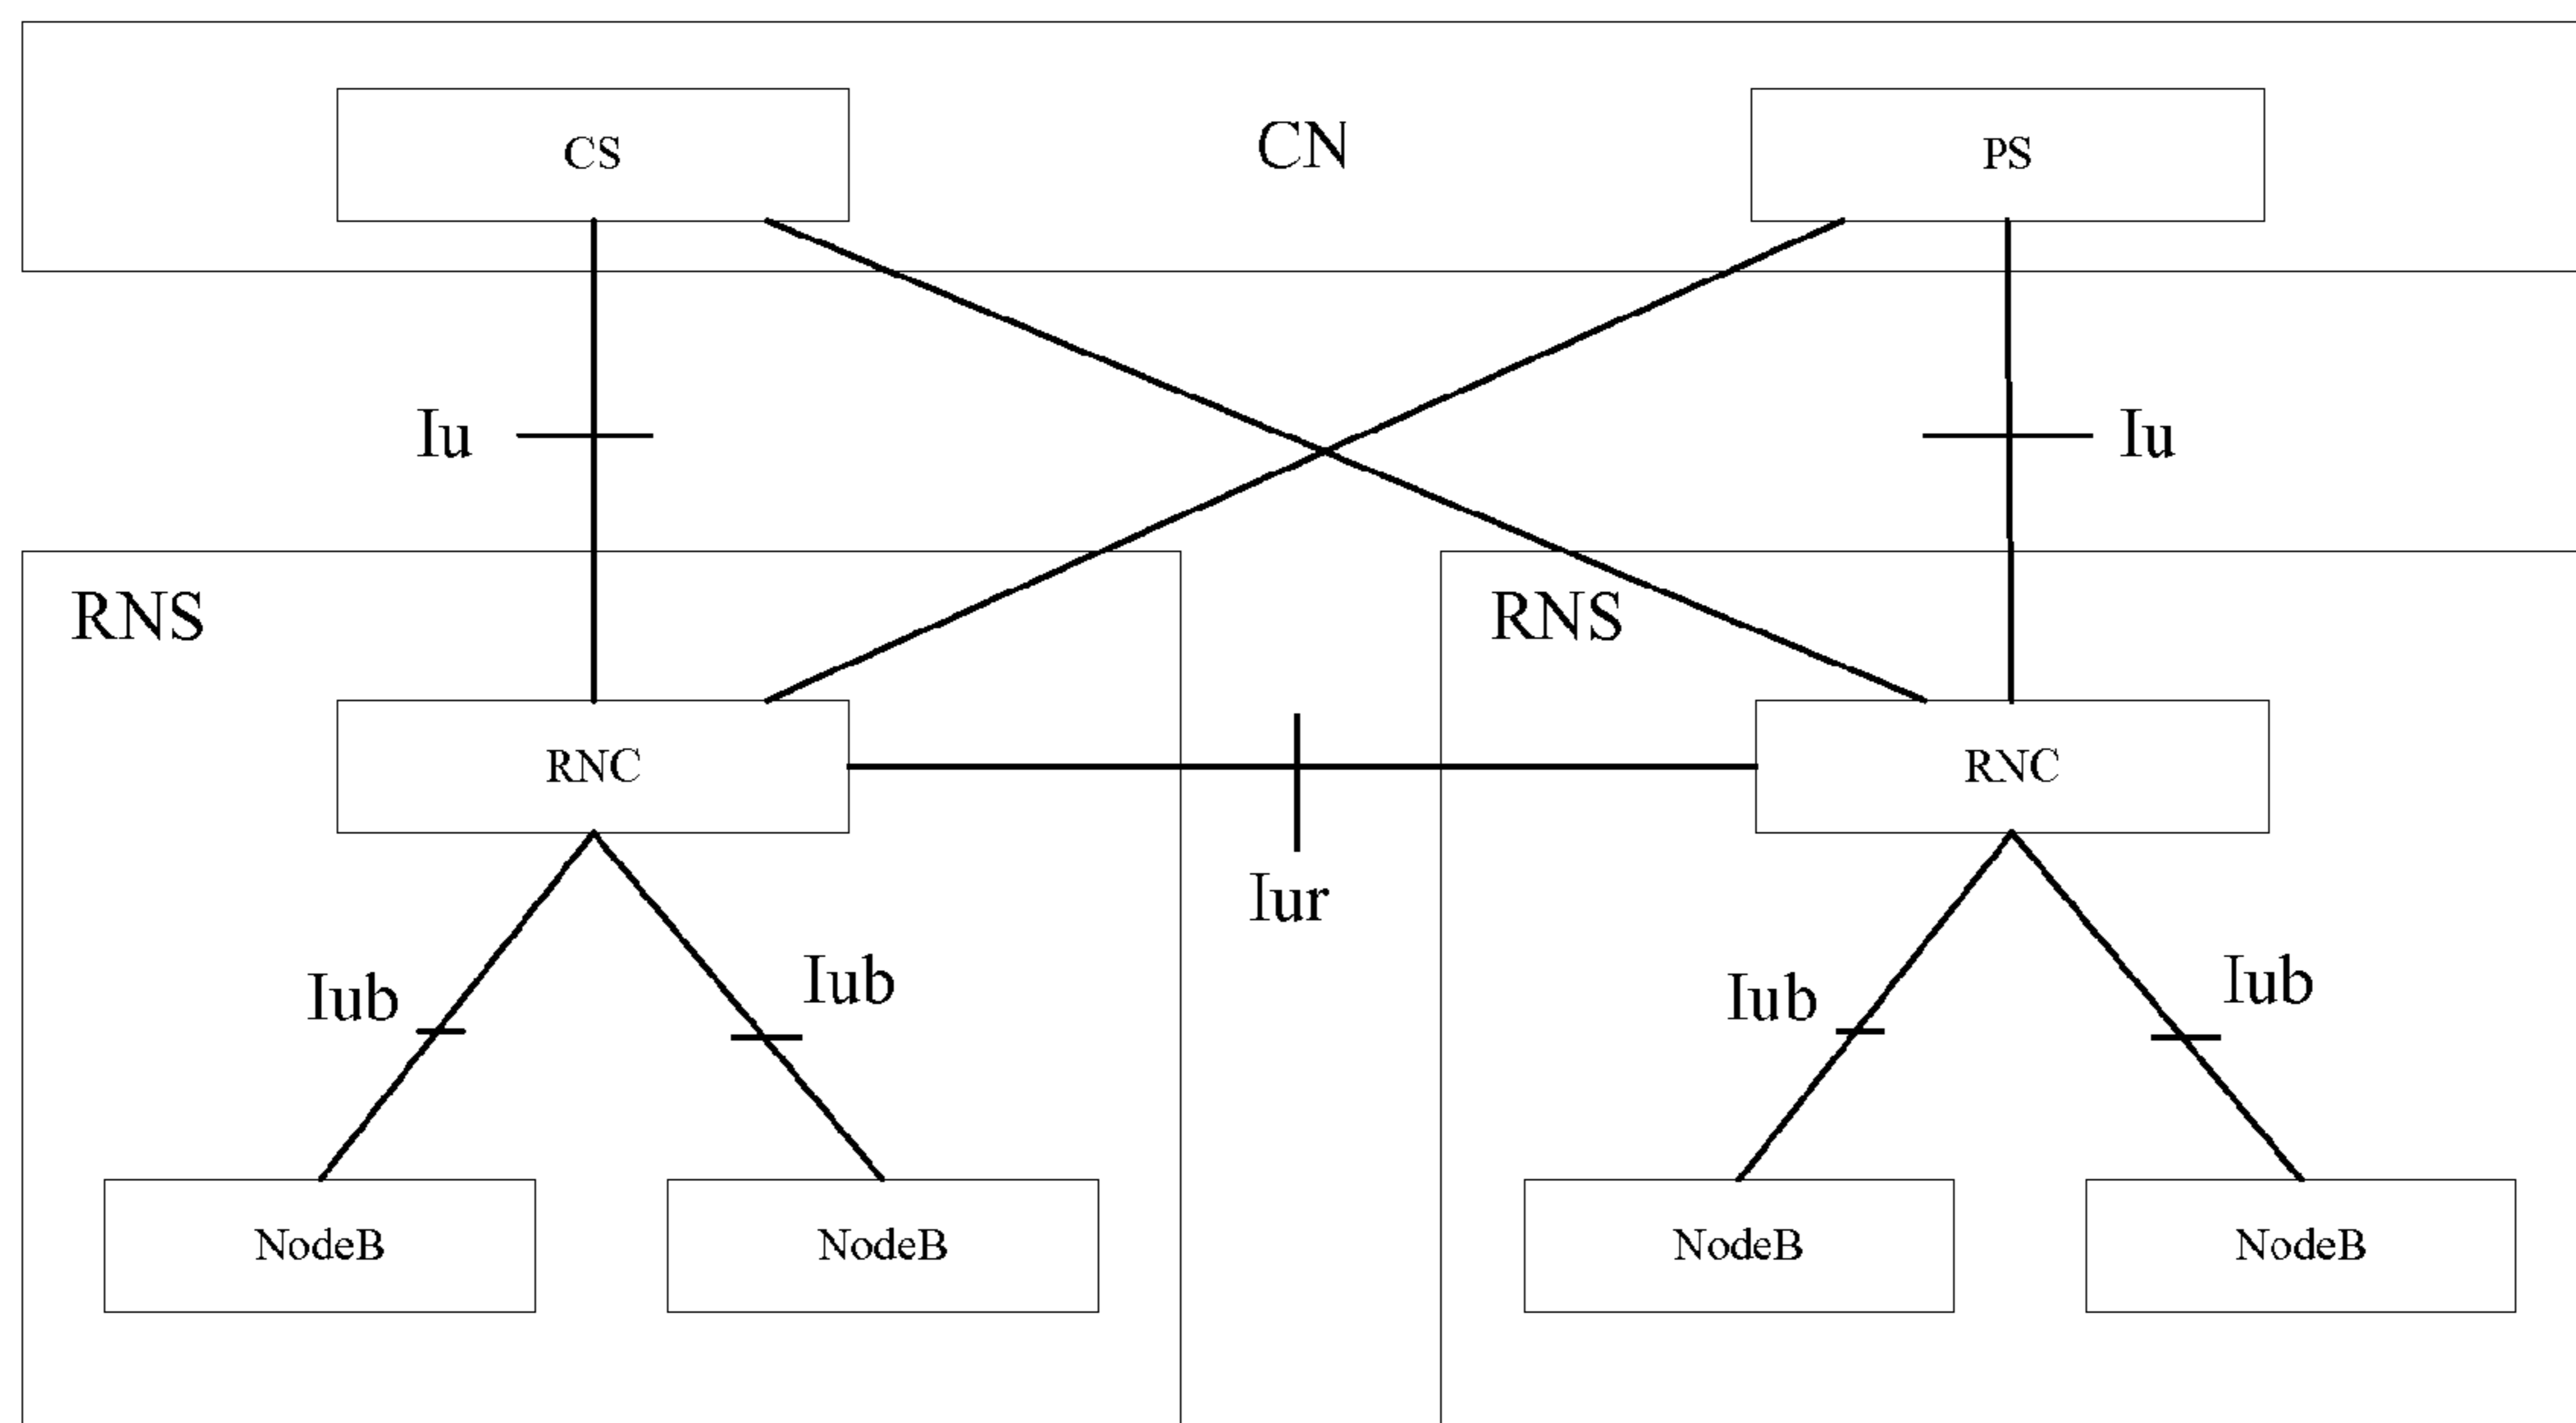 CS
CN
PS
Iu
Iu
RNS
RNS
RNC
RNC
Iur
Iub
Iub
Iub
Iub
NodeB
NodeB
NodeB
NodeB